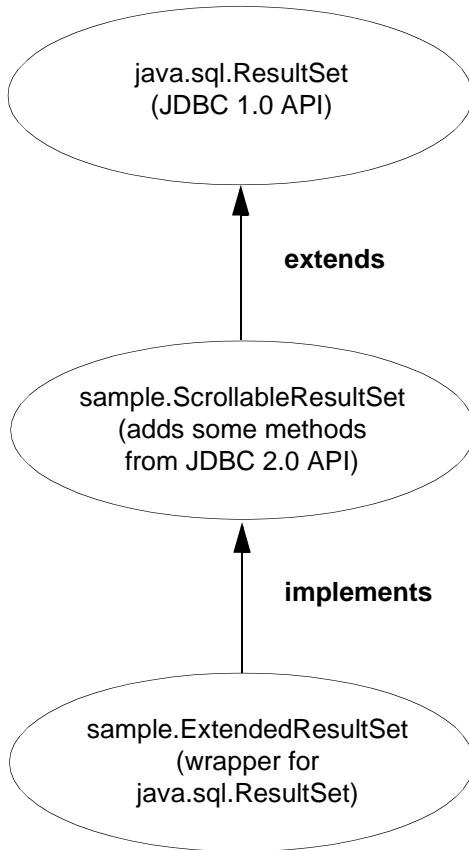 java.sql.ResultSet
(JDBC 1.0 API)
extends
sample.ScrollableResultSet
(adds some methods
from JDBC 2.0 API)
implements
sample.ExtendedResultSet
(wrapper for
java.sql.ResultSet)